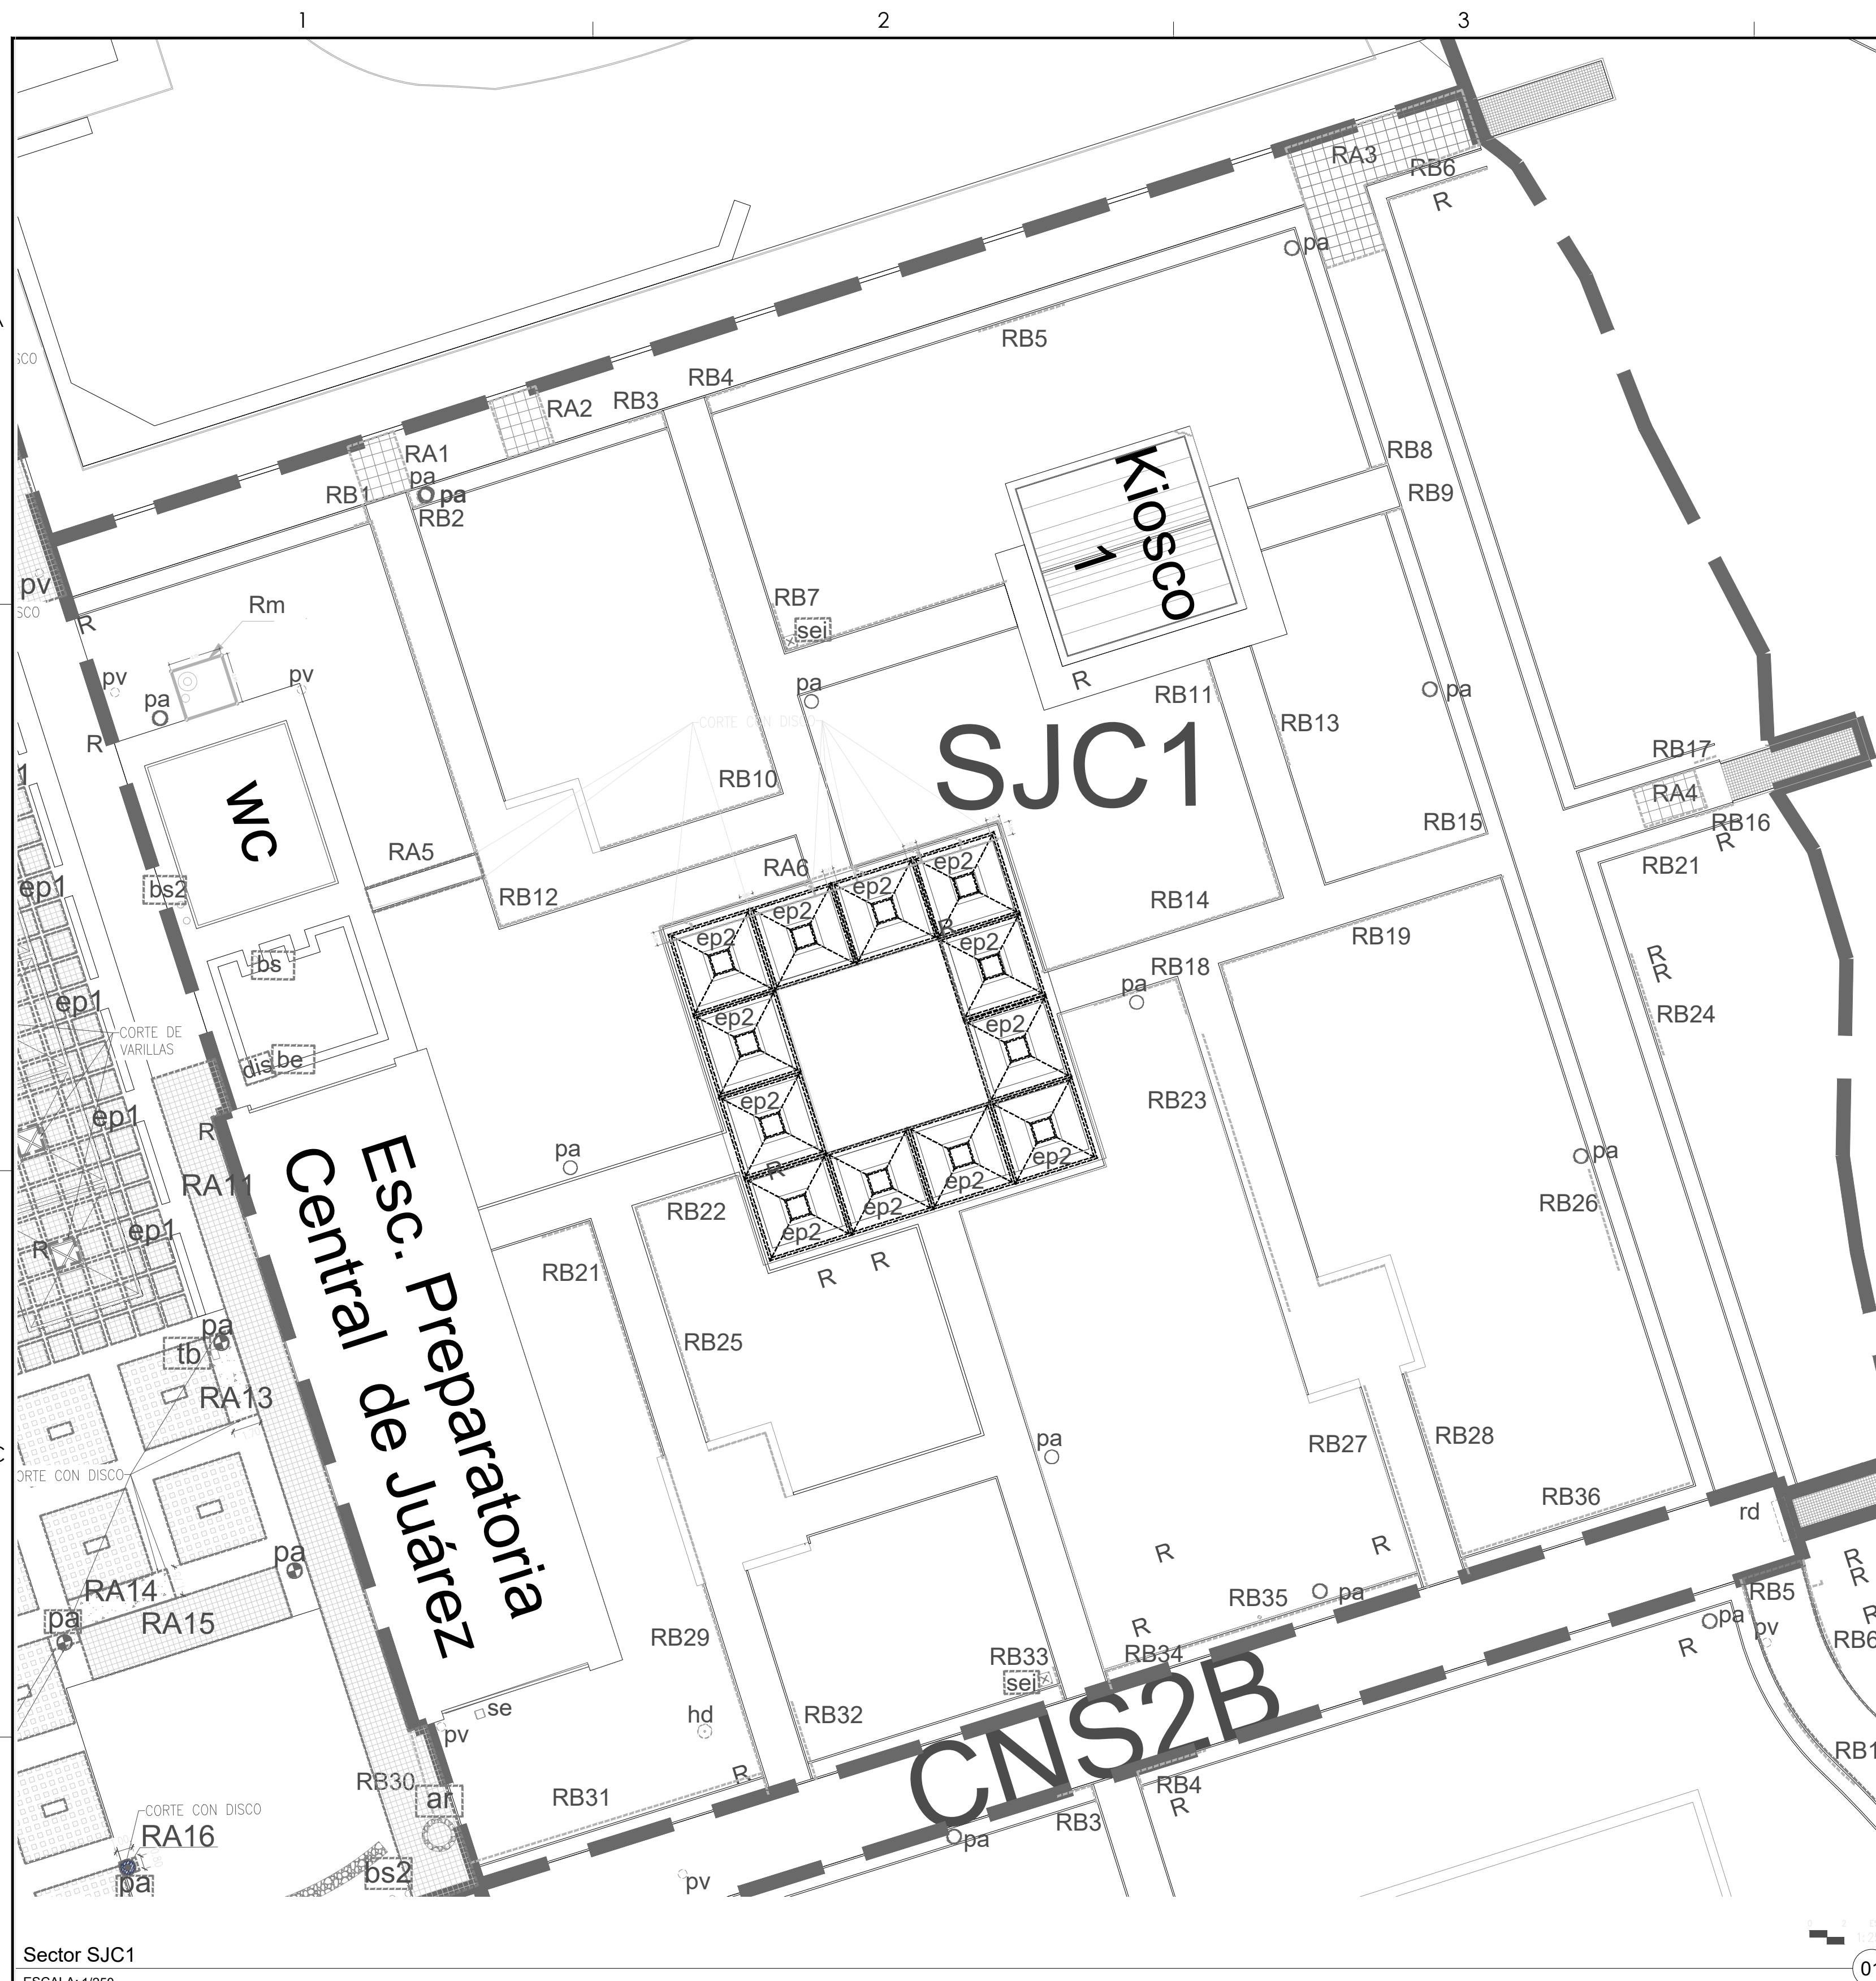 1
2
3
RA3
RB6
R
pa
RB5
RB4
RB3
RA2
RA1
pa
pa
RB1
RB2
RB8
RB9
Kiosco
1
pv
Rm
R
RB7
sei
pv
pv
pa
pa
R
R
RB11
RB13
pa
RB17
RA4
RB16
R
RB21
SJC1
CORTE CON DISCO
RB10
WC
RA5
RA6
RB12
RB15
RB14
RB19
RB18
pa
ep1
bs2
bs
ep1
CORTE DE
VARILLAS
dis
be
ep1
R
RA11
ep1
R
ep2
ep2
ep2
ep2
R
ep2
ep2
ep2
ep2
ep2
R
ep2
ep2
ep2
R
R
R
R
RB24
RB23
pa
RB26
pa
RB22
RB21
RB25
Esc. Preparatoria
Central de Juárez
pa
tb
RA13
CORTE CON DISCO
pa
RA14
RA15
pa
pa
RB27
RB28
RB36
rd
R
R
RB35
pa
R
RB34
RB29
RB33
sei
RB32
se
hd
pv
R
RB30
ar
RB31
CNS2B
RB4
R
RB3
pa
pv
RB5
pa
pv
R
R
R
R
CORTE CON DISCO
RA16
pa
bs2
Sector SJC1